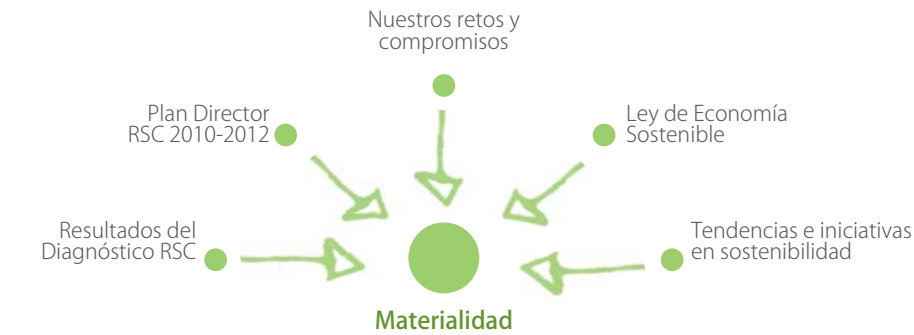 Nuestros retos y
compromisos
Plan Director
RSC 2010-2012
Ley de Economía
Sostenible
Resultados del
Diagnóstico RSC
Tendencias e iniciativas
en sostenibilidad
Materialidad